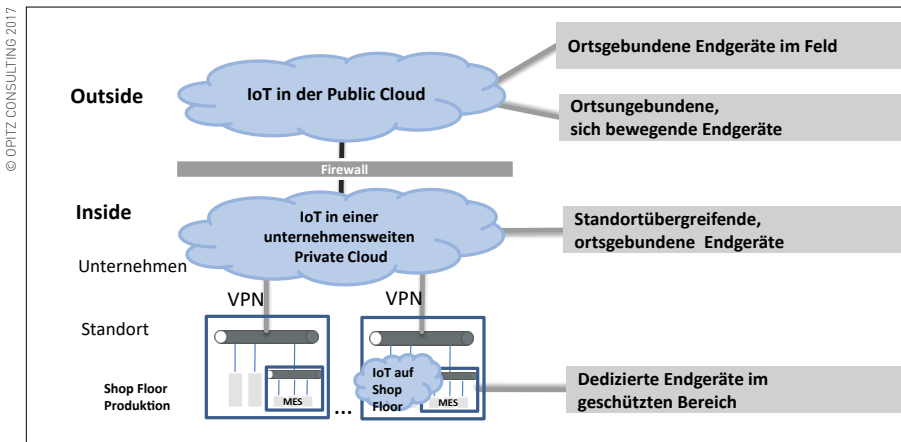 © OPITZ CONSULTING 2017
Ortsgebundene Endgeräte im Feld
Outside
IoT in der Public Cloud
Ortsungebundene,
sich bewegende Endgeräte
Firewall
Inside
IoT in einer
unternehmensweiten
Private Cloud
Standortübergreifende,
ortsgebundene Endgeräte
Unternehmen
VPN
VPN
Standort
Shop Floor
Produktion
MES
...
IoT auf
Shop
Floor
MES
Dedizierte Endgeräte im
geschützten Bereich